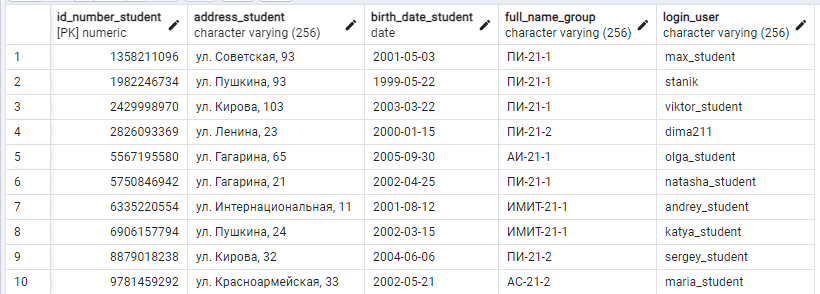 id_number_student address_student birth_date_student full_name_group login_user
[PK] numeric character varying (256) date character varying (256) character varying (256)
1 1358211096 ул. Советская, 93 2001-05-03 ПИ-21-1 max_student
2 1982246734 ул. Пушкина, 93 1999-05-22 ПИ-21-1 stanik
3 2429998970 ул. Кирова, 103 2003-03-22 ПИ-21-1 viktor_student
4 2826093369 ул. Ленина, 23 2000-01-15 ПИ-21-2 dima211
5 5567195580 ул. Гагарина, 65 2005-09-30 АИ-21-1 olga_student
6 5750846942 ул. Гагарина, 21 2002-04-25 ПИ-21-1 natasha_student
7 6335220554 ул. Интернациональная, 11 2001-08-12 ИМИТ-21-1 andrey_student
8 6906157794 ул. Пушкина, 24 2002-03-15 ИМИТ-21-1 katya_student
9 8879018238 ул. Кирова, 32 2004-06-06 ПИ-21-2 sergey_student
10 9781459292 ул. Красноармейская, 33 2002-05-21 АС-21-2 maria_student